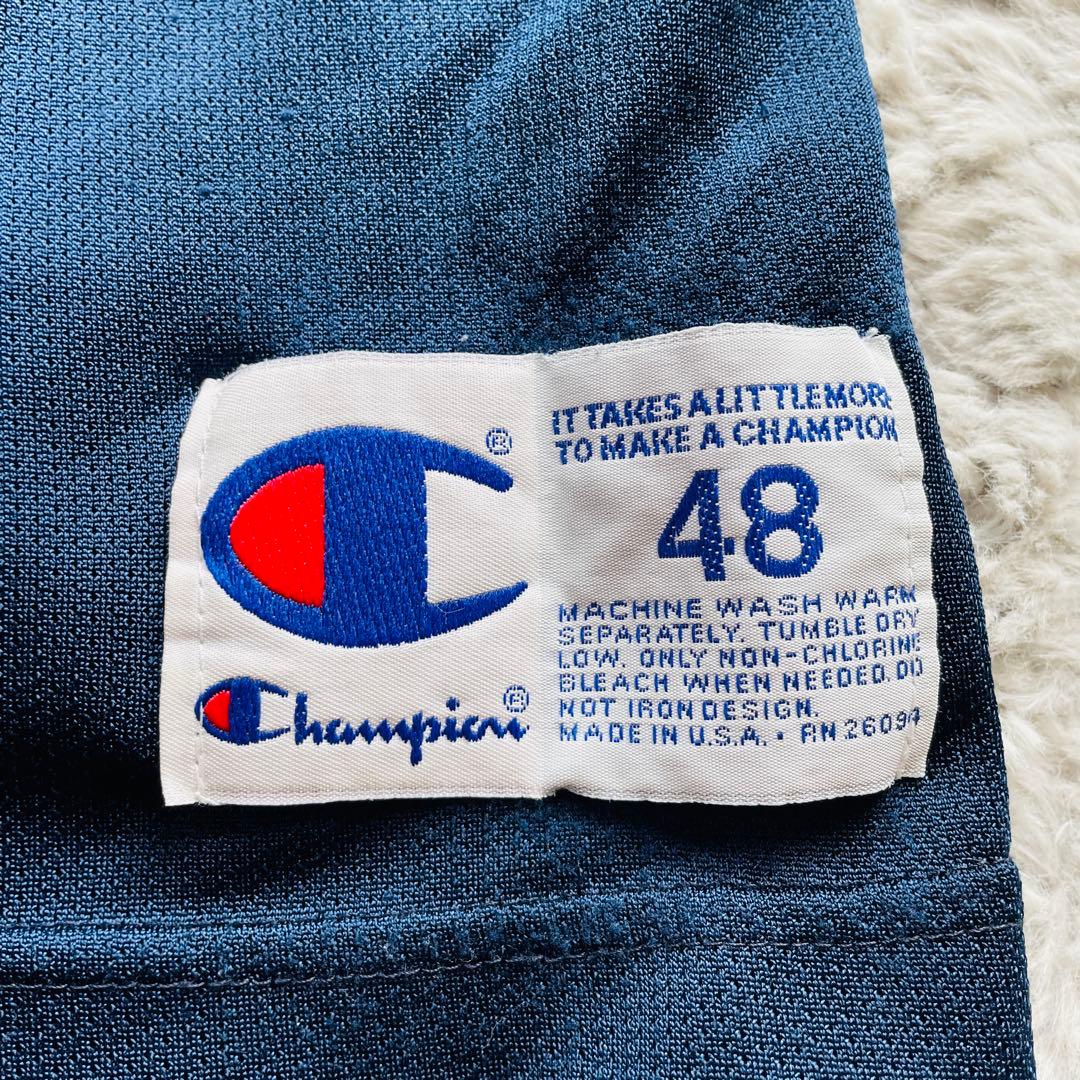 ®
Champion®
IT TAKES A LITTLE MORE
TO MAKE A CHAMPION
48
MACHINE WASH WARM
SEPARATELY. TUMBLE DRY
LOW. ONLY NON-CHLORINE
BLEACH WHEN NEEDED. DO
NOT IRON DESIGN.
MADE IN U.S.A. • RN 26094